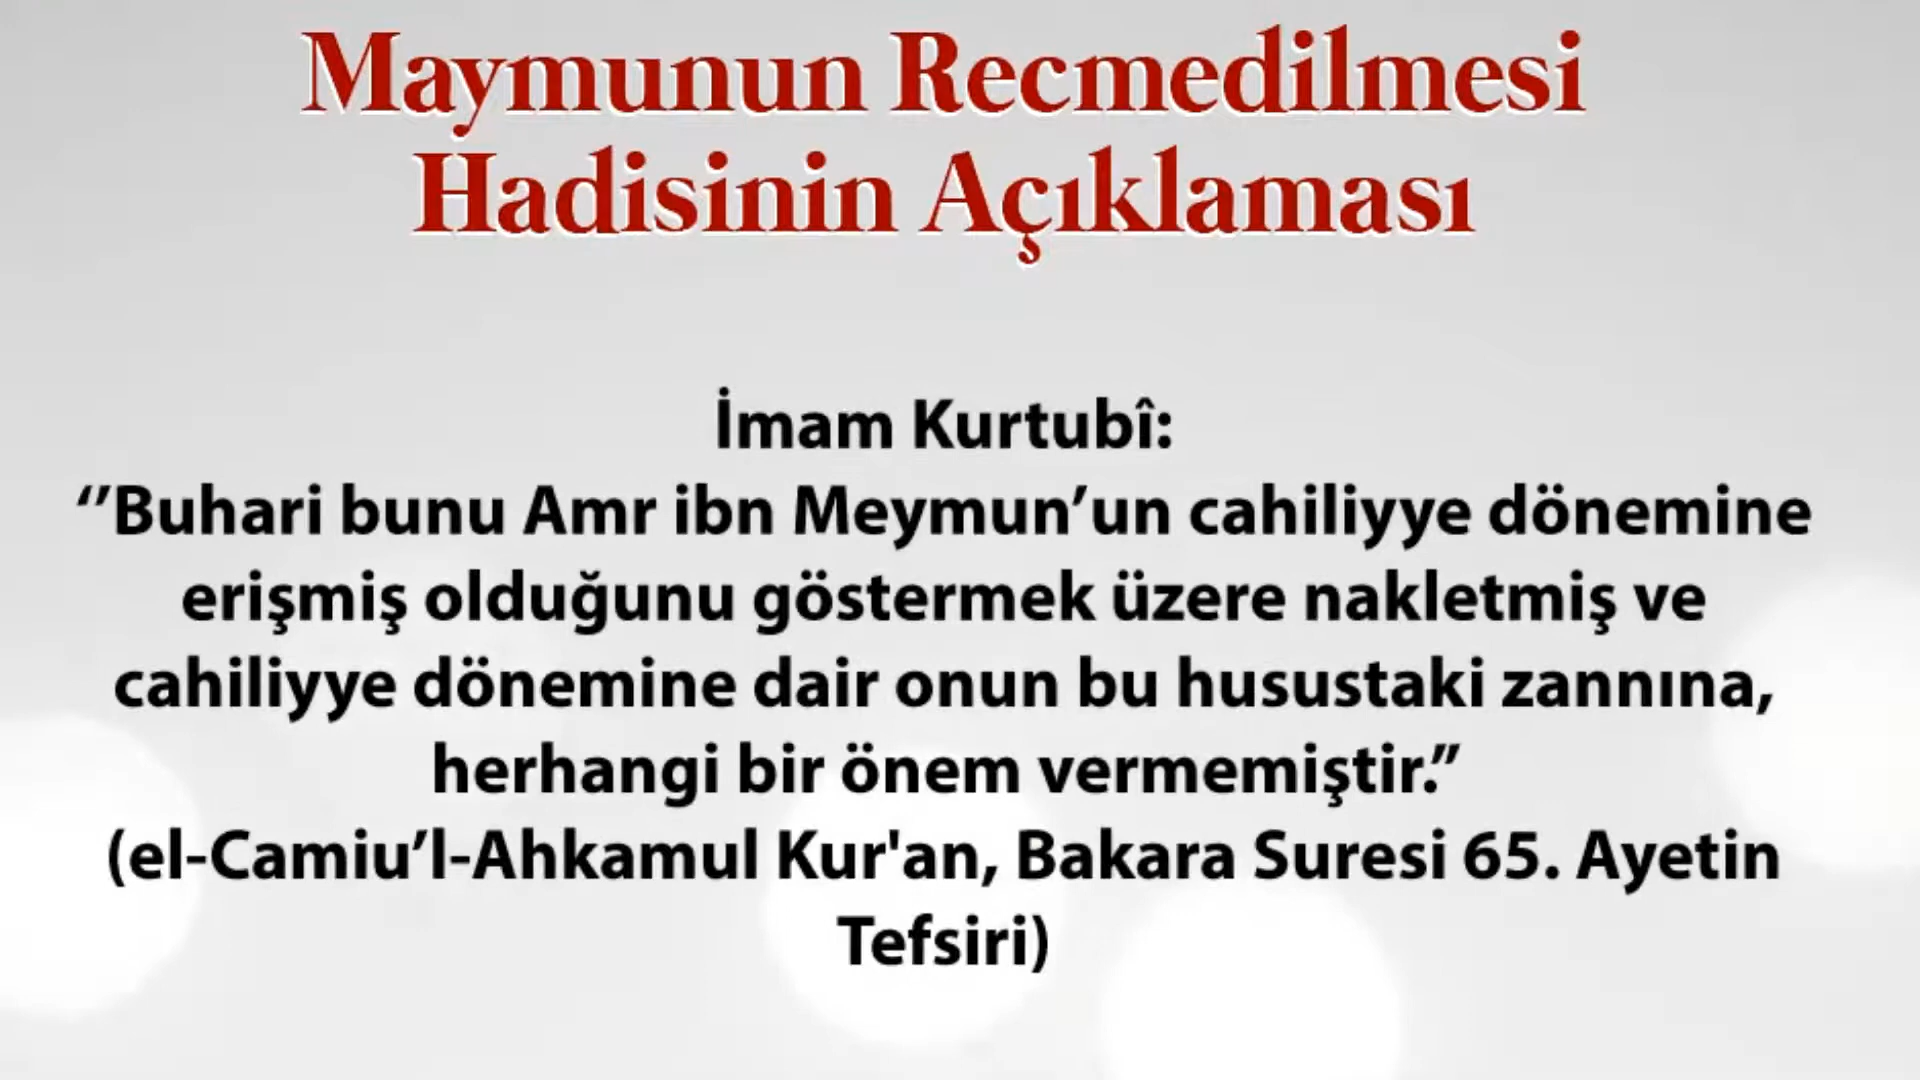 Maymunun Recmedilmesi
Hadisinin Açıklaması
İmam Kurtubî:
‘’Buhari bunu Amr ibn Meymun’un cahiliyye dönemine
erişmiş olduğunu göstermek üzere nakletmiş ve
cahiliyye dönemine dair onun bu husustaki zannına,
herhangi bir önem vermemiştir.”
(el-Camiu’l-Ahkamul Kur'an, Bakara Suresi 65. Ayetin
Tefsiri)